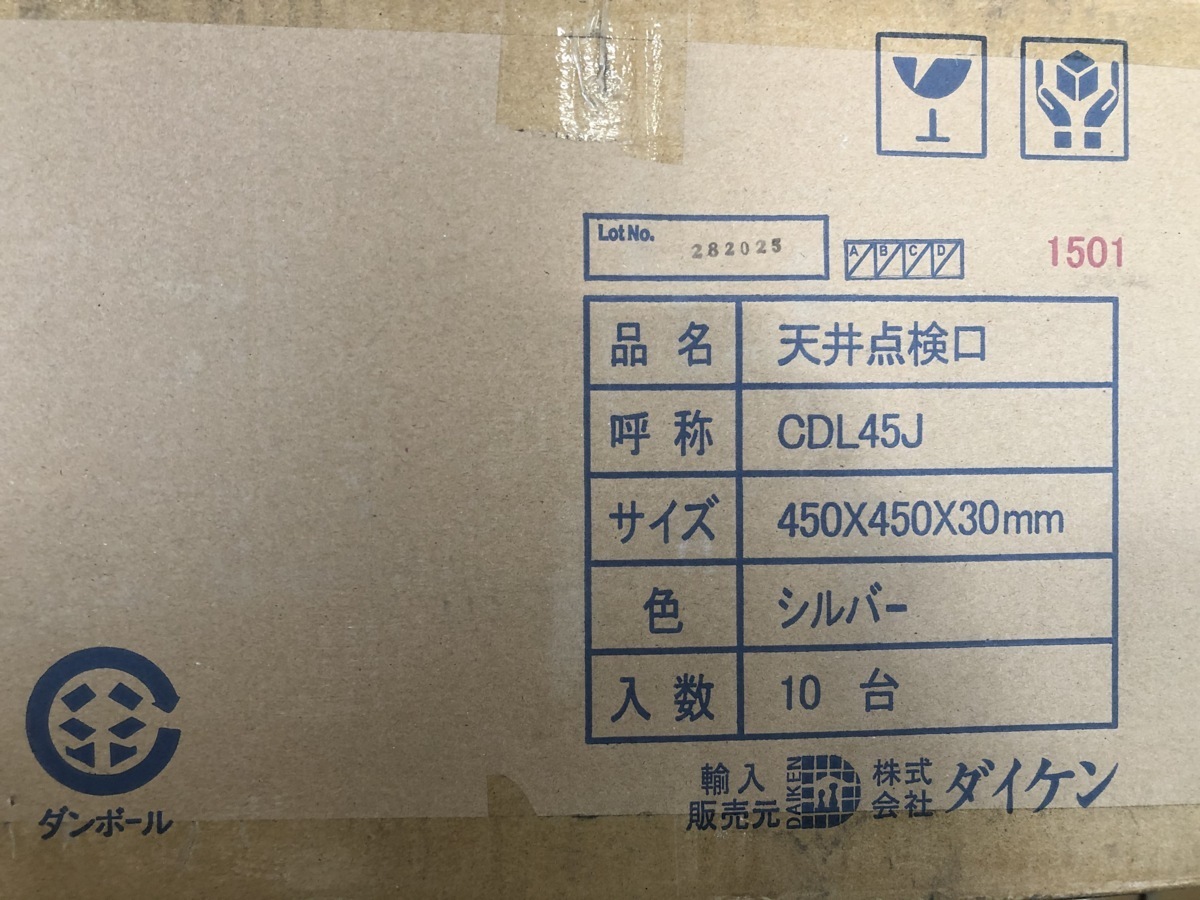 Lot No. 282025
A B C D
1501
品名 天井点検口
呼称 CDL45J
サイズ 450X450X30mm
色 シルバー
入数 10 台
輸入
販売元
DAIKEN
株式
会社
ダイケン
ダンボール